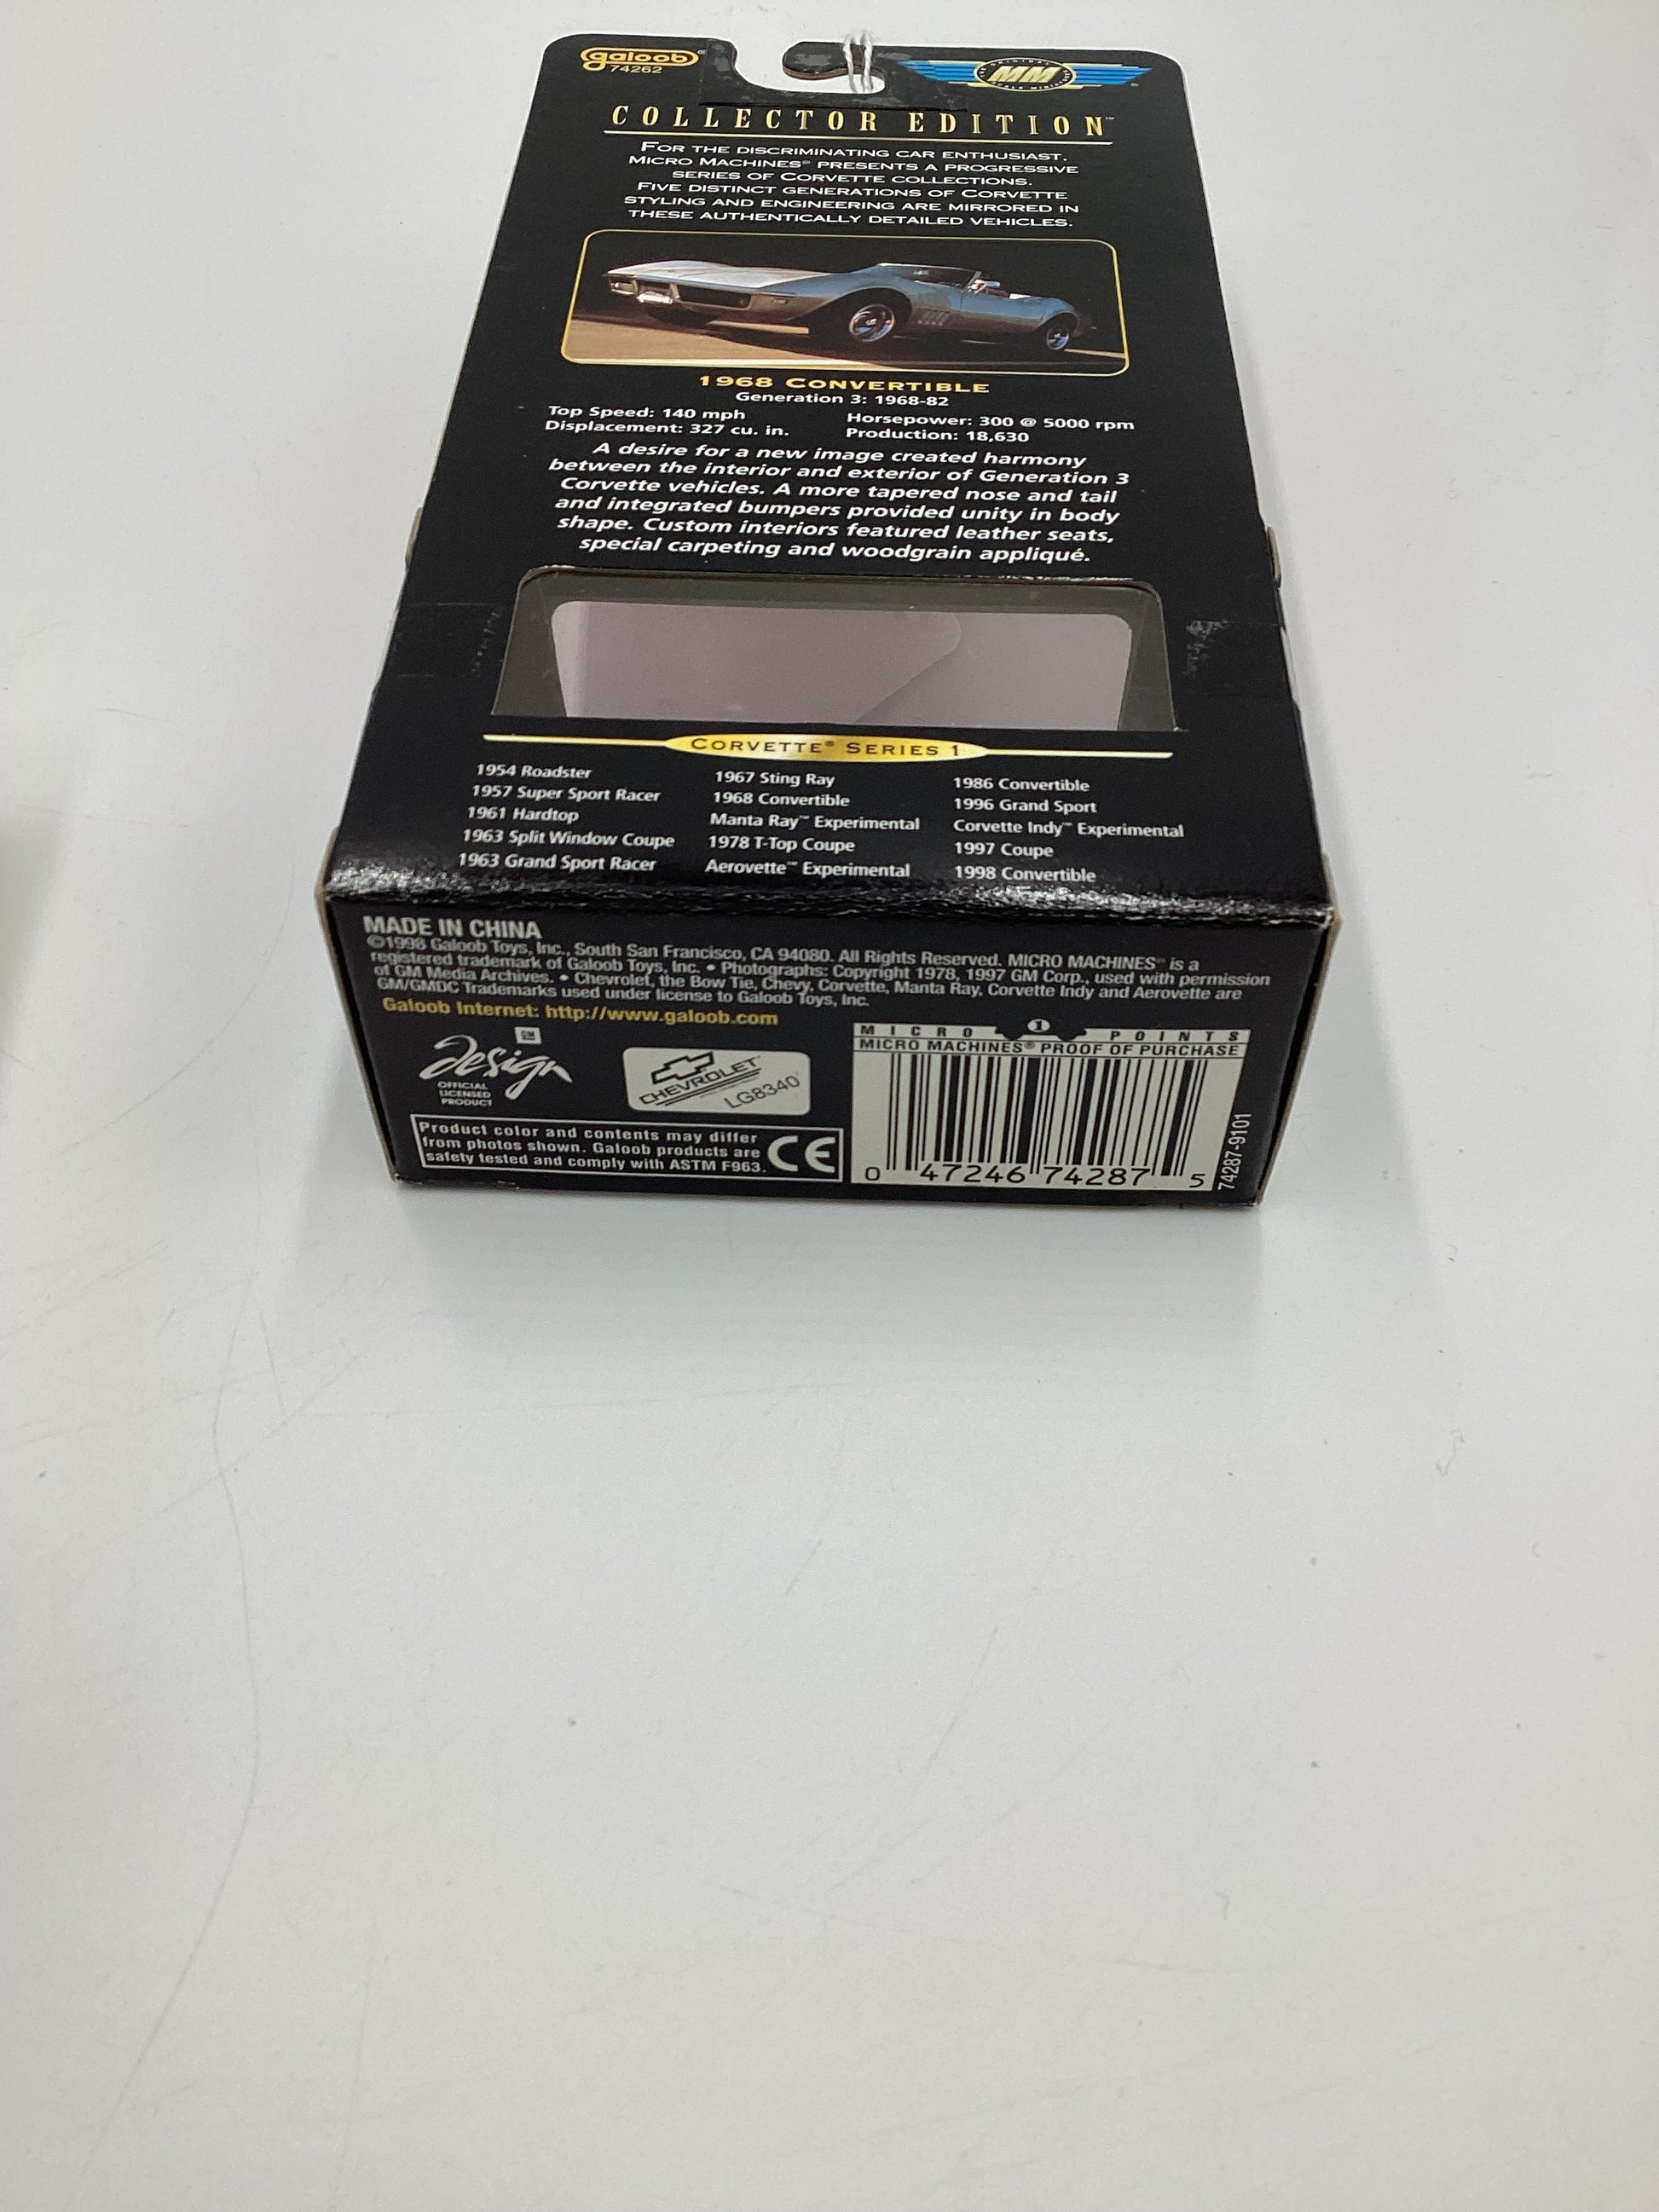 galoob®
74262
ORIGINAL
MM
SCALE MINIATURES
COLLECTOR EDITION™
FOR THE DISCRIMINATING CAR ENTHUSIAST.
MICRO MACHINES® PRESENTS A PROGRESSIVE
SERIES OF CORVETTE COLLECTIONS.
FIVE DISTINCT GENERATIONS OF CORVETTE
STYLING AND ENGINEERING ARE MIRRORED IN
THESE AUTHENTICALLY DETAILED VEHICLES.
1968 CONVERTIBLE
Generation 3: 1968-82
Top Speed: 140 mph Horsepower: 300 @ 5000 rpm
Displacement: 327 cu. in. Production: 18,630
A desire for a new image created harmony
between the interior and exterior of Generation 3
Corvette vehicles. A more tapered nose and tail
and integrated bumpers provided unity in body
shape. Custom interiors featured leather seats,
special carpeting and woodgrain appliqué.
CORVETTE® SERIES 1
1954 Roadster
1957 Super Sport Racer
1961 Hardtop
1963 Split Window Coupe
1963 Grand Sport Racer
1967 Sting Ray
1968 Convertible
Manta Ray™ Experimental
1978 T-Top Coupe
Aerovette™ Experimental
1986 Convertible
1996 Grand Sport
Corvette Indy™ Experimental
1997 Coupe
1998 Convertible
MADE IN CHINA
©1998 Galoob Toys, Inc., South San Francisco, CA 94080. All Rights Reserved. MICRO MACHINES® is a
registered trademark of Galoob Toys, Inc. • Photographs: Copyright 1978, 1997 GM Corp., used with permission
of GM Media Archives. • Chevrolet, the Bow Tie, Chevy, Corvette, Manta Ray, Corvette Indy and Aerovette are
GM/GMDC Trademarks used under license to Galoob Toys, Inc.
Galoob Internet: http://www.galoob.com
GM
Design
OFFICIAL
LICENSED
PRODUCT
CHEVROLET
LG8340
Product color and contents may differ
from photos shown. Galoob products are
safety tested and comply with ASTM F963.
CE
MICRO 1 POINTS
MICRO MACHINES® PROOF OF PURCHASE
0 47246 74287 5
74287-9101